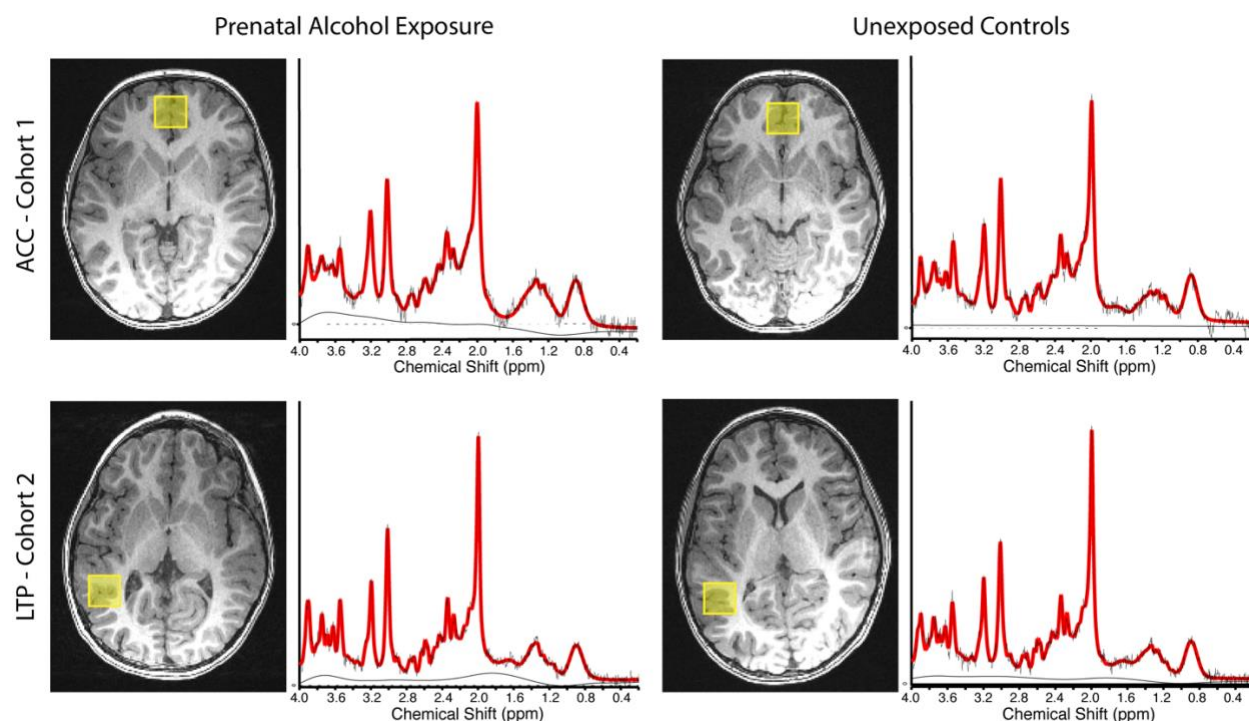 Prenatal Alcohol Exposure
Unexposed Controls
ACC - Cohort 1
4.0 3.6 3.2 2.8 2.4 2.0 1.6 1.2 0.8 0.4
Chemical Shift (ppm)
4.0 3.6 3.2 2.8 2.4 2.0 1.6 1.2 0.8 0.4
Chemical Shift (ppm)
LTP - Cohort 2
4.0 3.6 3.2 2.8 2.4 2.0 1.6 1.2 0.8 0.4
Chemical Shift (ppm)
4.0 3.6 3.2 2.8 2.4 2.0 1.6 1.2 0.8 0.4
Chemical Shift (ppm)